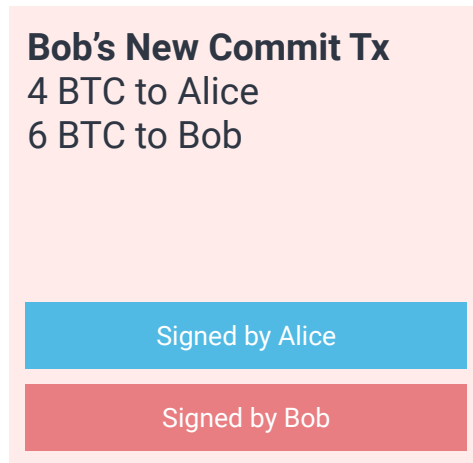 Bob’s New Commit Tx
4 BTC to Alice
6 BTC to Bob
Signed by Alice
Signed by Bob